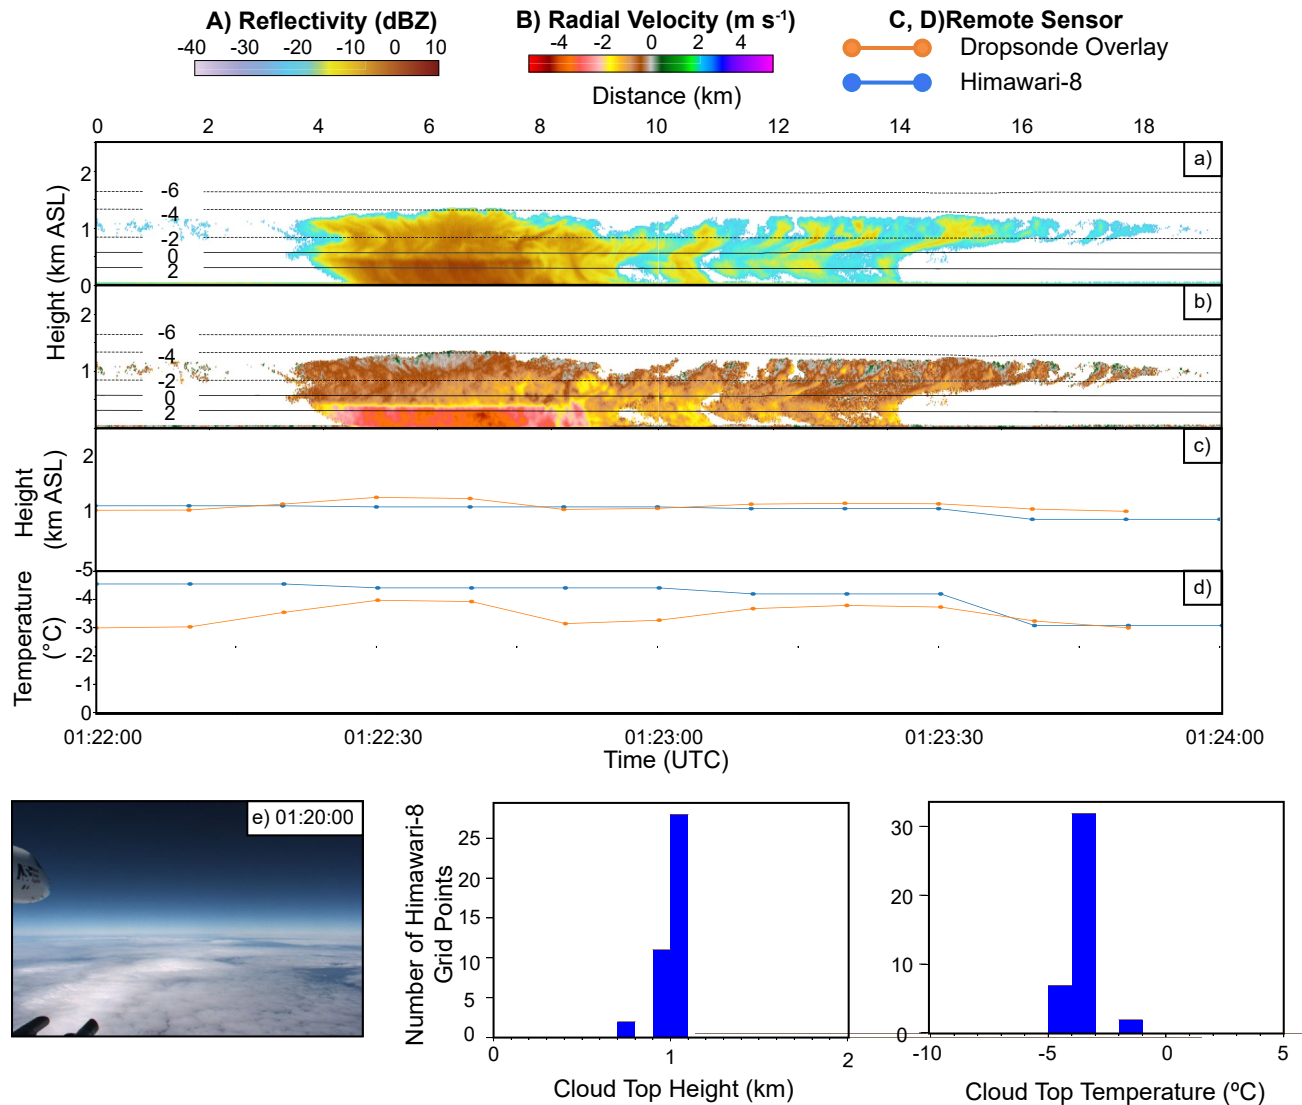 A) Reflectivity (dBZ)
-40 -30 -20 -10 0 10
B) Radial Velocity (m s⁻¹)
-4 -2 0 2 4
C, D)Remote Sensor
Dropsonde Overlay
Himawari-8
Distance (km)
0 2 4 6 8 10 12 14 16 18
a)
Height (km ASL)
2
1
0
-6
-4
-2
0
2
b)
2
1
-6
-4
-2
0
2
c)
Height
(km ASL)
2
1
d)
Temperature
(°C)
-5
-4
-3
-2
-1
0
01:22:00 01:22:30 01:23:00 01:23:30 01:24:00
Time (UTC)
e) 01:20:00
Number of Himawari-8
Grid Points
25
20
15
10
5
0
0 1 2
Cloud Top Height (km)
30
20
10
0
-10 -5 0 5
Cloud Top Temperature (ºC)